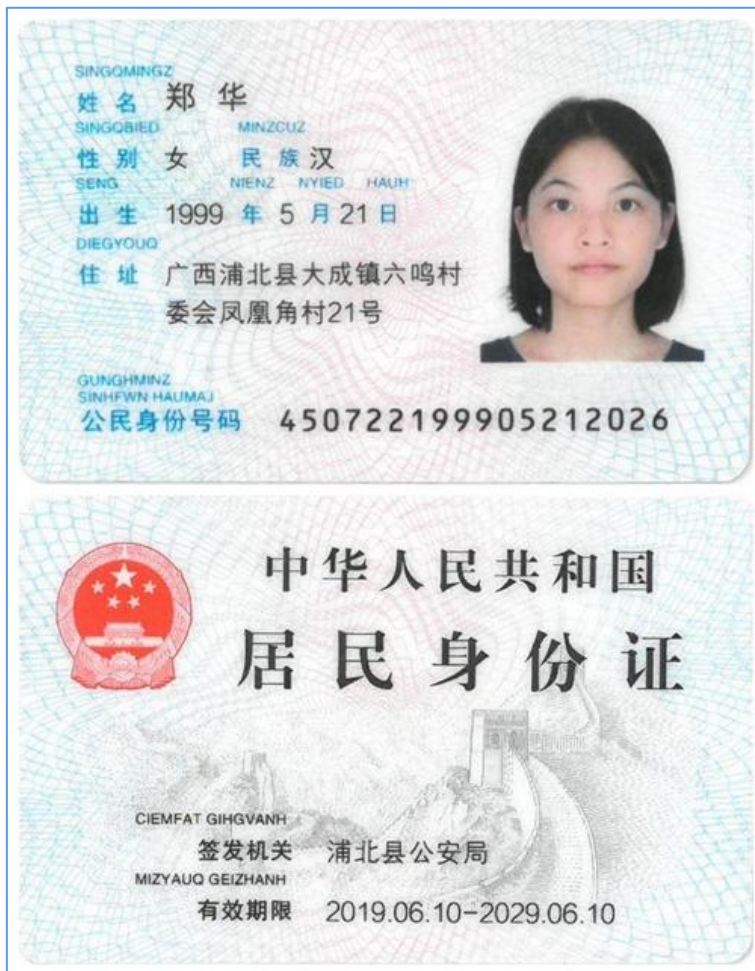 SINGQMINGZ
姓名 郑华
SINGQBIED MINZCUZ
性别 女 民族 汉
SENG NIENZ NYIED HAUH
出生 1999 年 5 月 21 日
DIEGYOUQ
住址 广西浦北县大成镇六鸣村
委会凤凰角村21号
GUNGHMINZ
SINHFWN HAUMAJ
公民身份号码 450722199905212026
中华人民共和国
居民身份证
CIEMFAT GIHGVANH
签发机关 浦北县公安局
MIZYAUQ GEIZHANH
有效期限 2019.06.10-2029.06.10